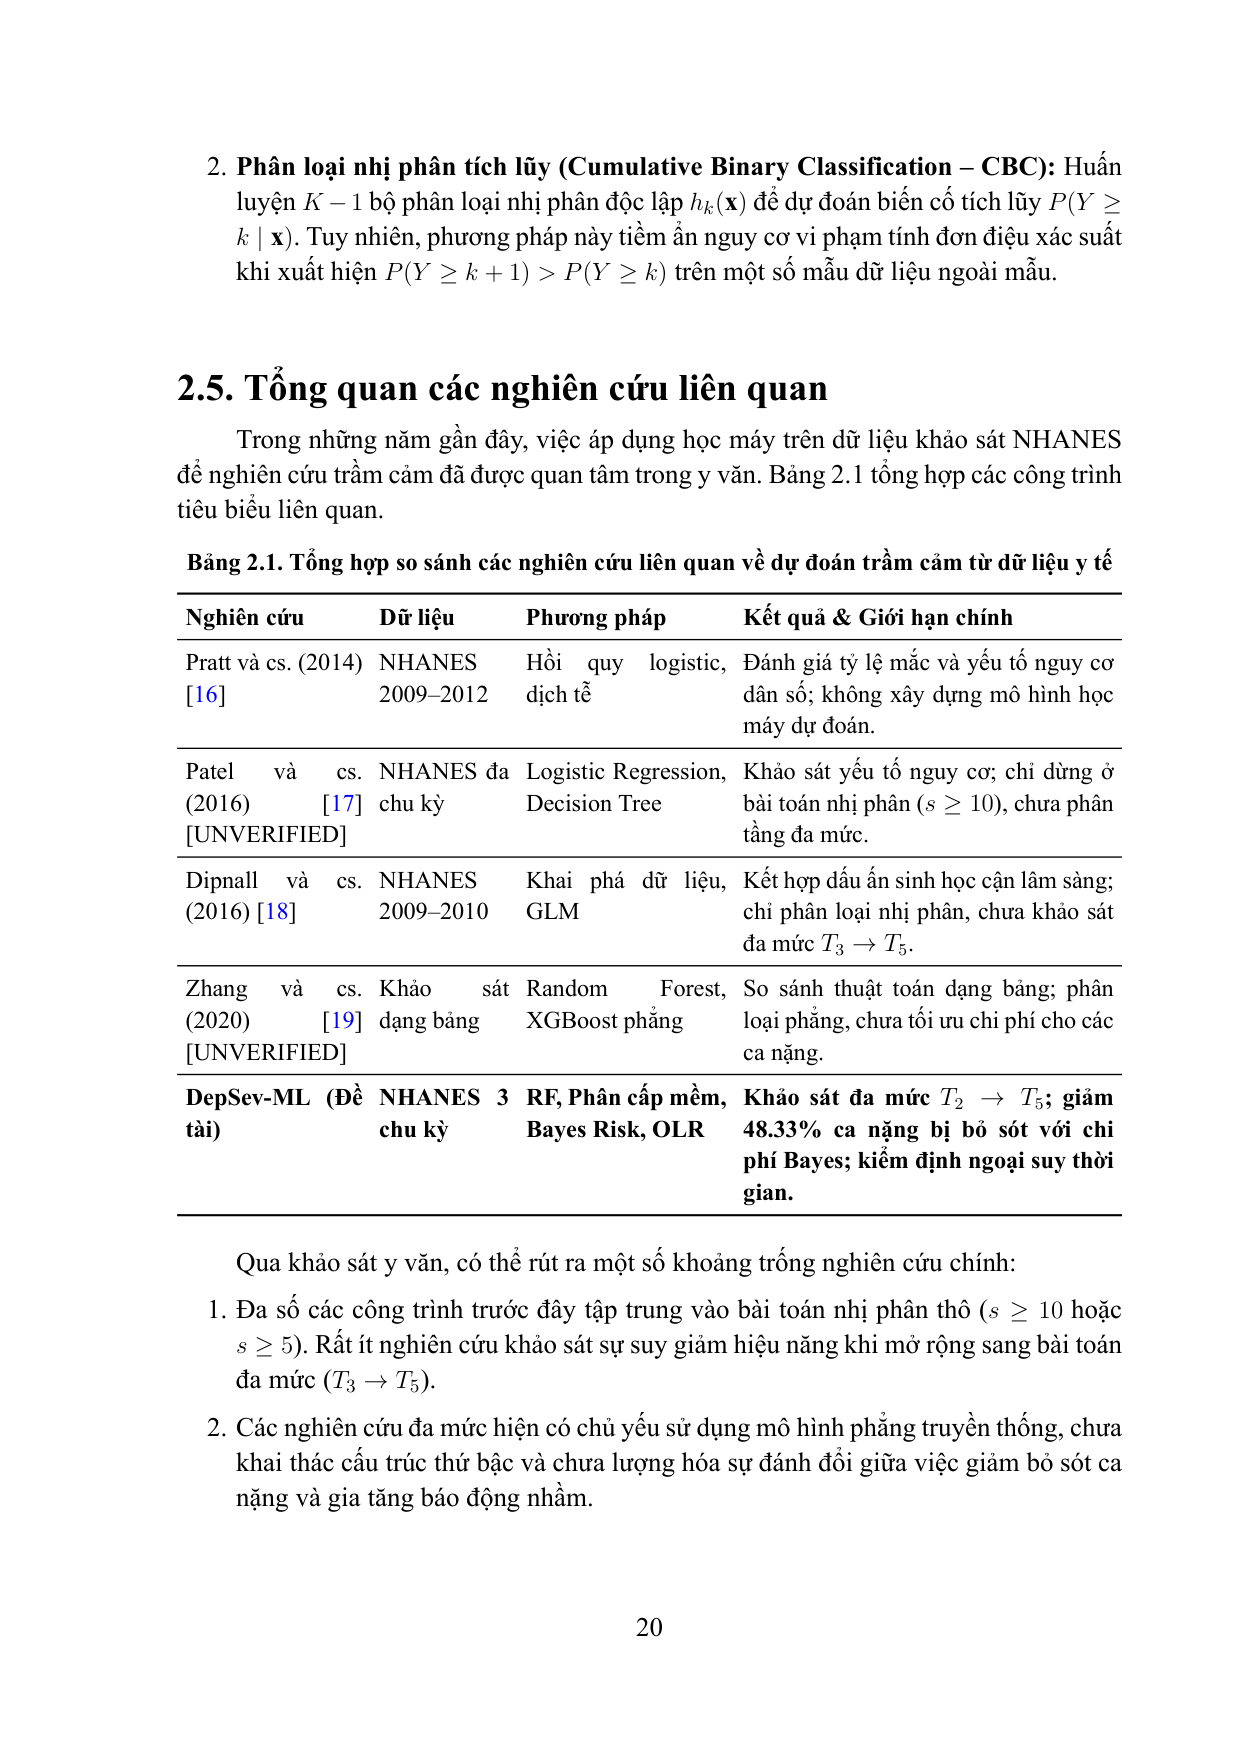 2. Phân loại nhị phân tích lũy (Cumulative Binary Classification – CBC): Huấn
luyện K − 1 bộ phân loại nhị phân độc lập hₖ(x) để dự đoán biến cố tích lũy P(Y ≥
k | x). Tuy nhiên, phương pháp này tiềm ẩn nguy cơ vi phạm tính đơn điệu xác suất
khi xuất hiện P(Y ≥ k + 1) > P(Y ≥ k) trên một số mẫu dữ liệu ngoài mẫu.
2.5. Tổng quan các nghiên cứu liên quan
Trong những năm gần đây, việc áp dụng học máy trên dữ liệu khảo sát NHANES
để nghiên cứu trầm cảm đã được quan tâm trong y văn. Bảng 2.1 tổng hợp các công trình
tiêu biểu liên quan.
Bảng 2.1. Tổng hợp so sánh các nghiên cứu liên quan về dự đoán trầm cảm từ dữ liệu y tế
Nghiên cứu Dữ liệu Phương pháp Kết quả & Giới hạn chính
Pratt và cs. (2014) NHANES Hồi quy logistic, Đánh giá tỷ lệ mắc và yếu tố nguy cơ
[16] 2009–2012 dịch tễ dân số; không xây dựng mô hình học
máy dự đoán.
Patel và cs. NHANES đa Logistic Regression, Khảo sát yếu tố nguy cơ; chỉ dừng ở
(2016) [17] chu kỳ Decision Tree bài toán nhị phân (s ≥ 10), chưa phân
[UNVERIFIED] tầng đa mức.
Dipnall và cs. NHANES Khai phá dữ liệu, Kết hợp dấu ấn sinh học cận lâm sàng;
(2016) [18] 2009–2010 GLM chỉ phân loại nhị phân, chưa khảo sát
đa mức T₃ → T₅.
Zhang và cs. Khảo sát Random Forest, So sánh thuật toán dạng bảng; phân
(2020) [19] dạng bảng XGBoost phẳng loại phẳng, chưa tối ưu chi phí cho các
[UNVERIFIED] ca nặng.
DepSev-ML (Đề NHANES 3 RF, Phân cấp mềm, Khảo sát đa mức T₂ → T₅; giảm
tài) chu kỳ Bayes Risk, OLR 48.33% ca nặng bị bỏ sót với chi
phí Bayes; kiểm định ngoại suy thời
gian.
Qua khảo sát y văn, có thể rút ra một số khoảng trống nghiên cứu chính:
1. Đa số các công trình trước đây tập trung vào bài toán nhị phân thô (s ≥ 10 hoặc
s ≥ 5). Rất ít nghiên cứu khảo sát sự suy giảm hiệu năng khi mở rộng sang bài toán
đa mức (T₃ → T₅).
2. Các nghiên cứu đa mức hiện có chủ yếu sử dụng mô hình phẳng truyền thống, chưa
khai thác cấu trúc thứ bậc và chưa lượng hóa sự đánh đổi giữa việc giảm bỏ sót ca
nặng và gia tăng báo động nhầm.
20